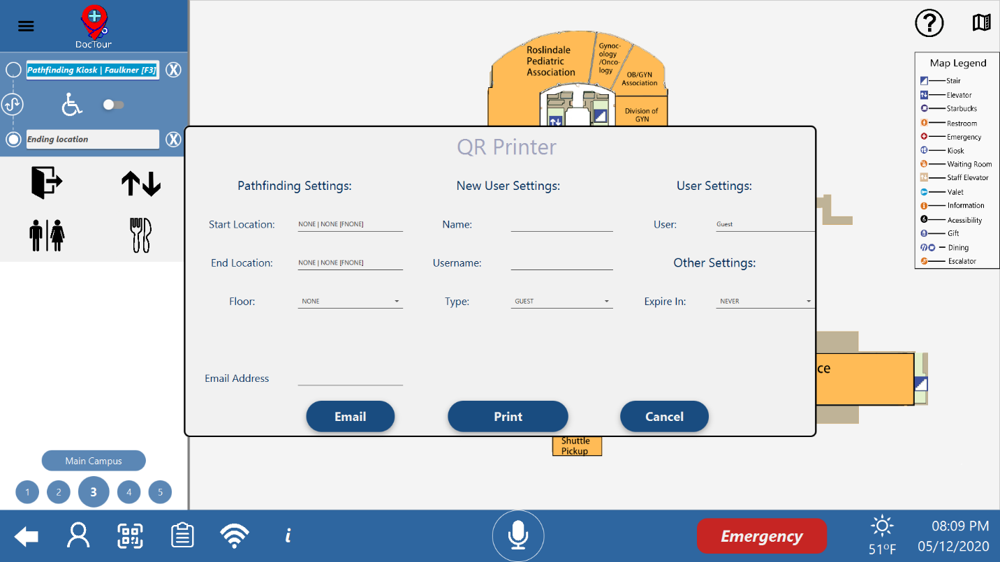 DocTour
Pathfinding Kiosk | Faulkner [F3]
X
Ending location
X
Main Campus
1
2
3
4
5
Roslindale
Pediatric
Association
Gynoc-
ology
/Onco-
logy
OB/GYN
Association
Division of
GYN
ce
Shuttle
Pickup
QR Printer
Pathfinding Settings:
New User Settings:
User Settings:
Start Location:
NONE | NONE [FNONE]
Name:
User:
Guest
End Location:
NONE | NONE [FNONE]
Username:
Other Settings:
Floor:
NONE
Type:
GUEST
Expire In:
NEVER
Email Address
Email
Print
Cancel
?
Map Legend
Stair
Elevator
Starbucks
Restroom
Emergency
Kiosk
Waiting Room
Staff Elevator
Valet
Information
Acessibility
Gift
Dining
Escalator
i
Emergency
51°F
08:09 PM
05/12/2020